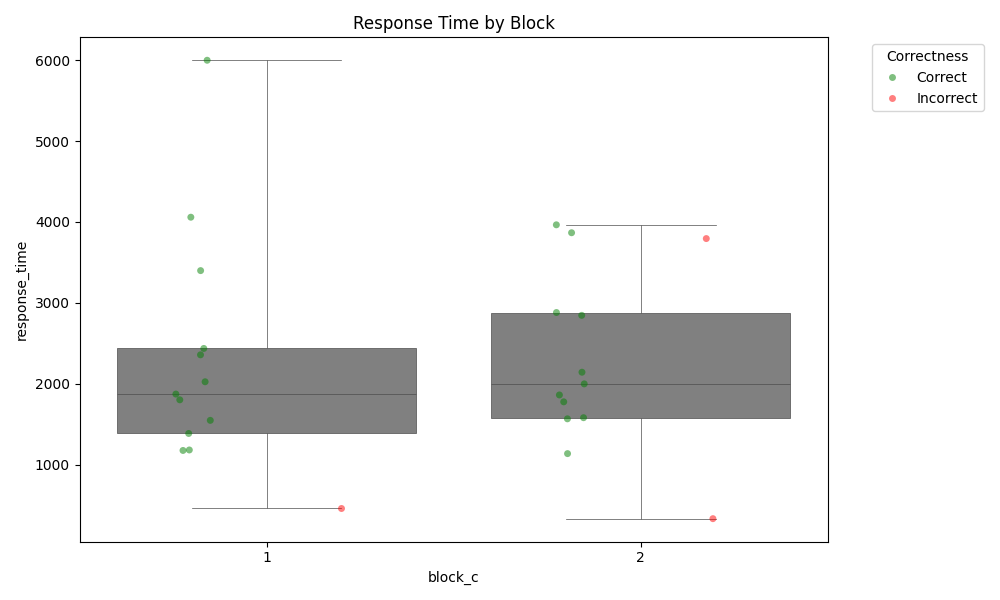 Response Time by Block
Correctness
Correct
Incorrect
6000
5000
4000
3000
2000
1000
response_time
1
2
block_c